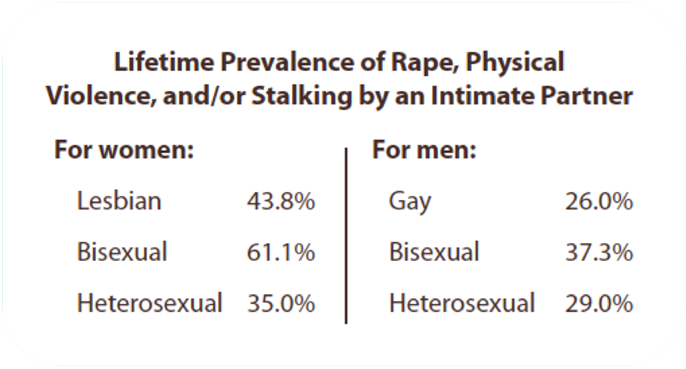 Lifetime Prevalence of Rape, Physical
Violence, and/or Stalking by an Intimate Partner
For women:
Lesbian 43.8%
Bisexual 61.1%
Heterosexual 35.0%
For men:
Gay 26.0%
Bisexual 37.3%
Heterosexual 29.0%